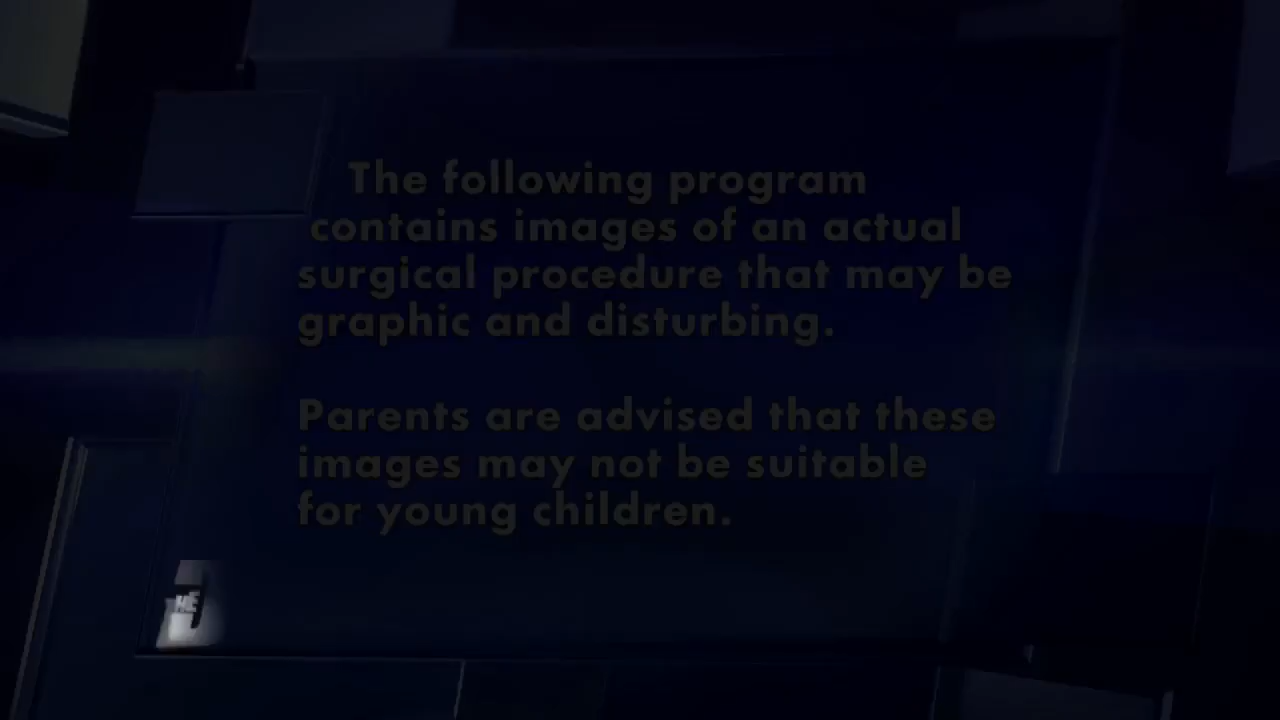 The following program
contains images of an actual
surgical procedure that may be
graphic and disturbing.
Parents are advised that these
images may not be suitable
for young children.
ME